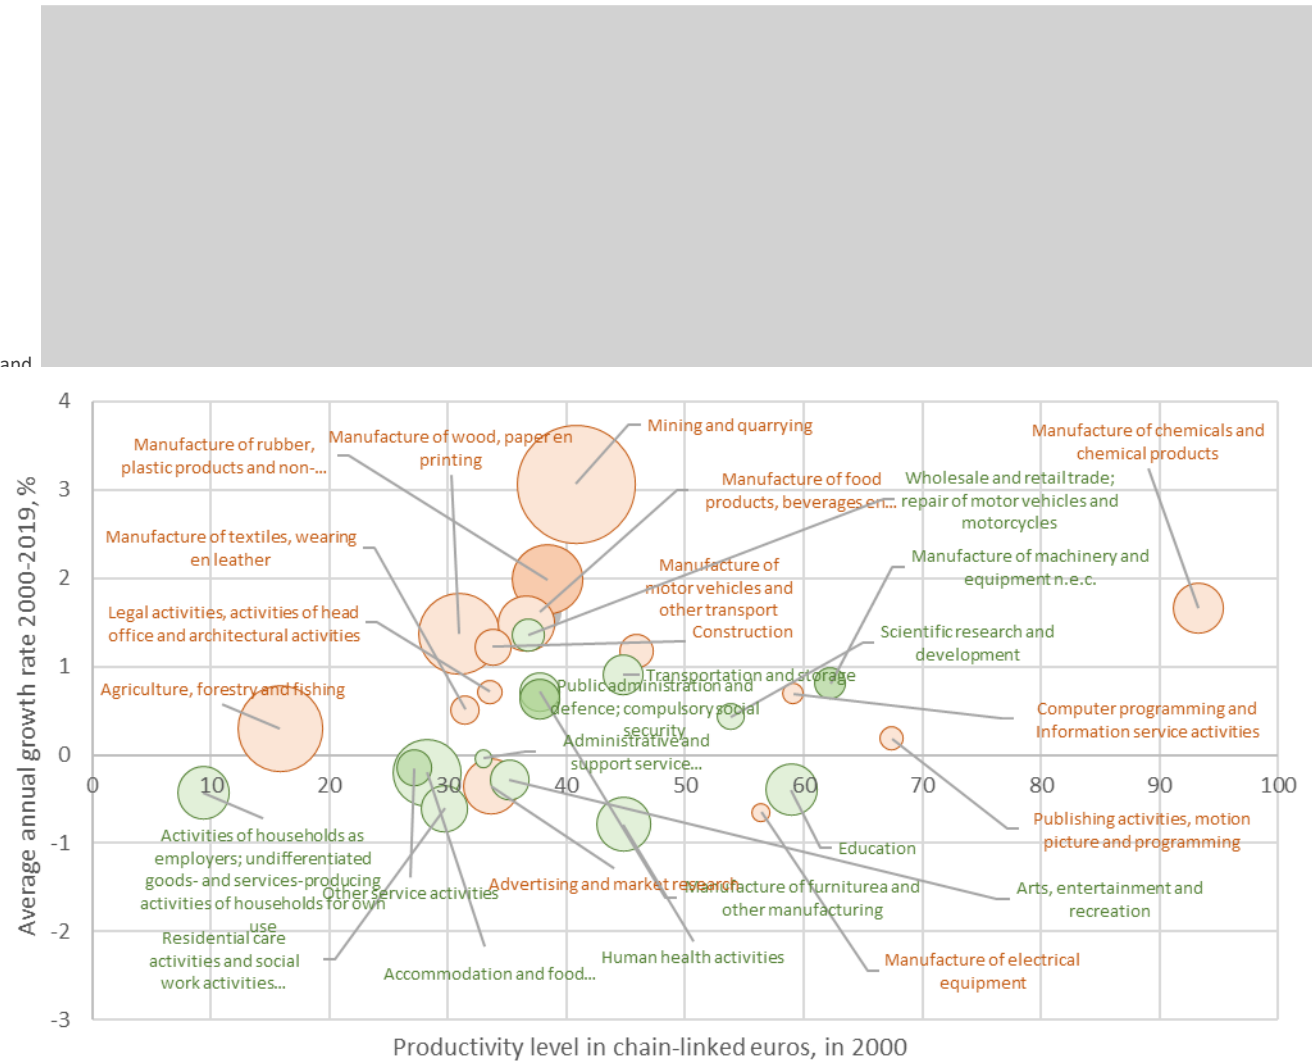 and
4
3
2
1
0
-1
-2
-3
0
10
20
30
40
50
60
70
80
90
100
Average annual growth rate 2000-2019, %
Productivity level in chain-linked euros, in 2000
Manufacture of rubber,
plastic products and non-...
Manufacture of wood, paper en
printing
Mining and quarrying
Manufacture of chemicals and
chemical products
Manufacture of food
products, beverages en...
Wholesale and retail trade;
repair of motor vehicles and
motorcycles
Manufacture of textiles, wearing
en leather
Manufacture of
motor vehicles and
other transport
Manufacture of machinery and
equipment n.e.c.
Legal activities, activities of head
office and architectural activities
Construction
Scientific research and
development
Agriculture, forestry and fishing
Transportation and storage
Public administration and
defence; compulsory social
security
Computer programming and
Information service activities
Administrative and
support service...
Activities of households as
employers; undifferentiated
goods- and services-producing
activities of households for own
use
Publishing activities, motion
picture and programming
Education
Other service activities
Advertising and market research
Manufacture of furniturea and
other manufacturing
Arts, entertainment and
recreation
Residential care
activities and social
work activities...
Accommodation and food...
Human health activities
Manufacture of electrical
equipment